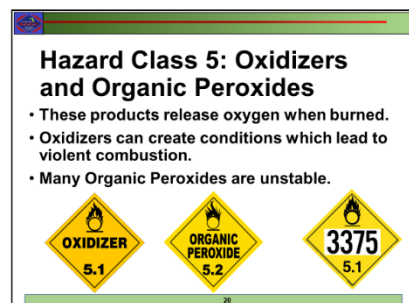 Hazard Class 5: Oxidizers
and Organic Peroxides
• These products release oxygen when burned.
• Oxidizers can create conditions which lead to
violent combustion.
• Many Organic Peroxides are unstable.
OXIDIZER
5.1
ORGANIC
PEROXIDE
5.2
3375
5.1
20